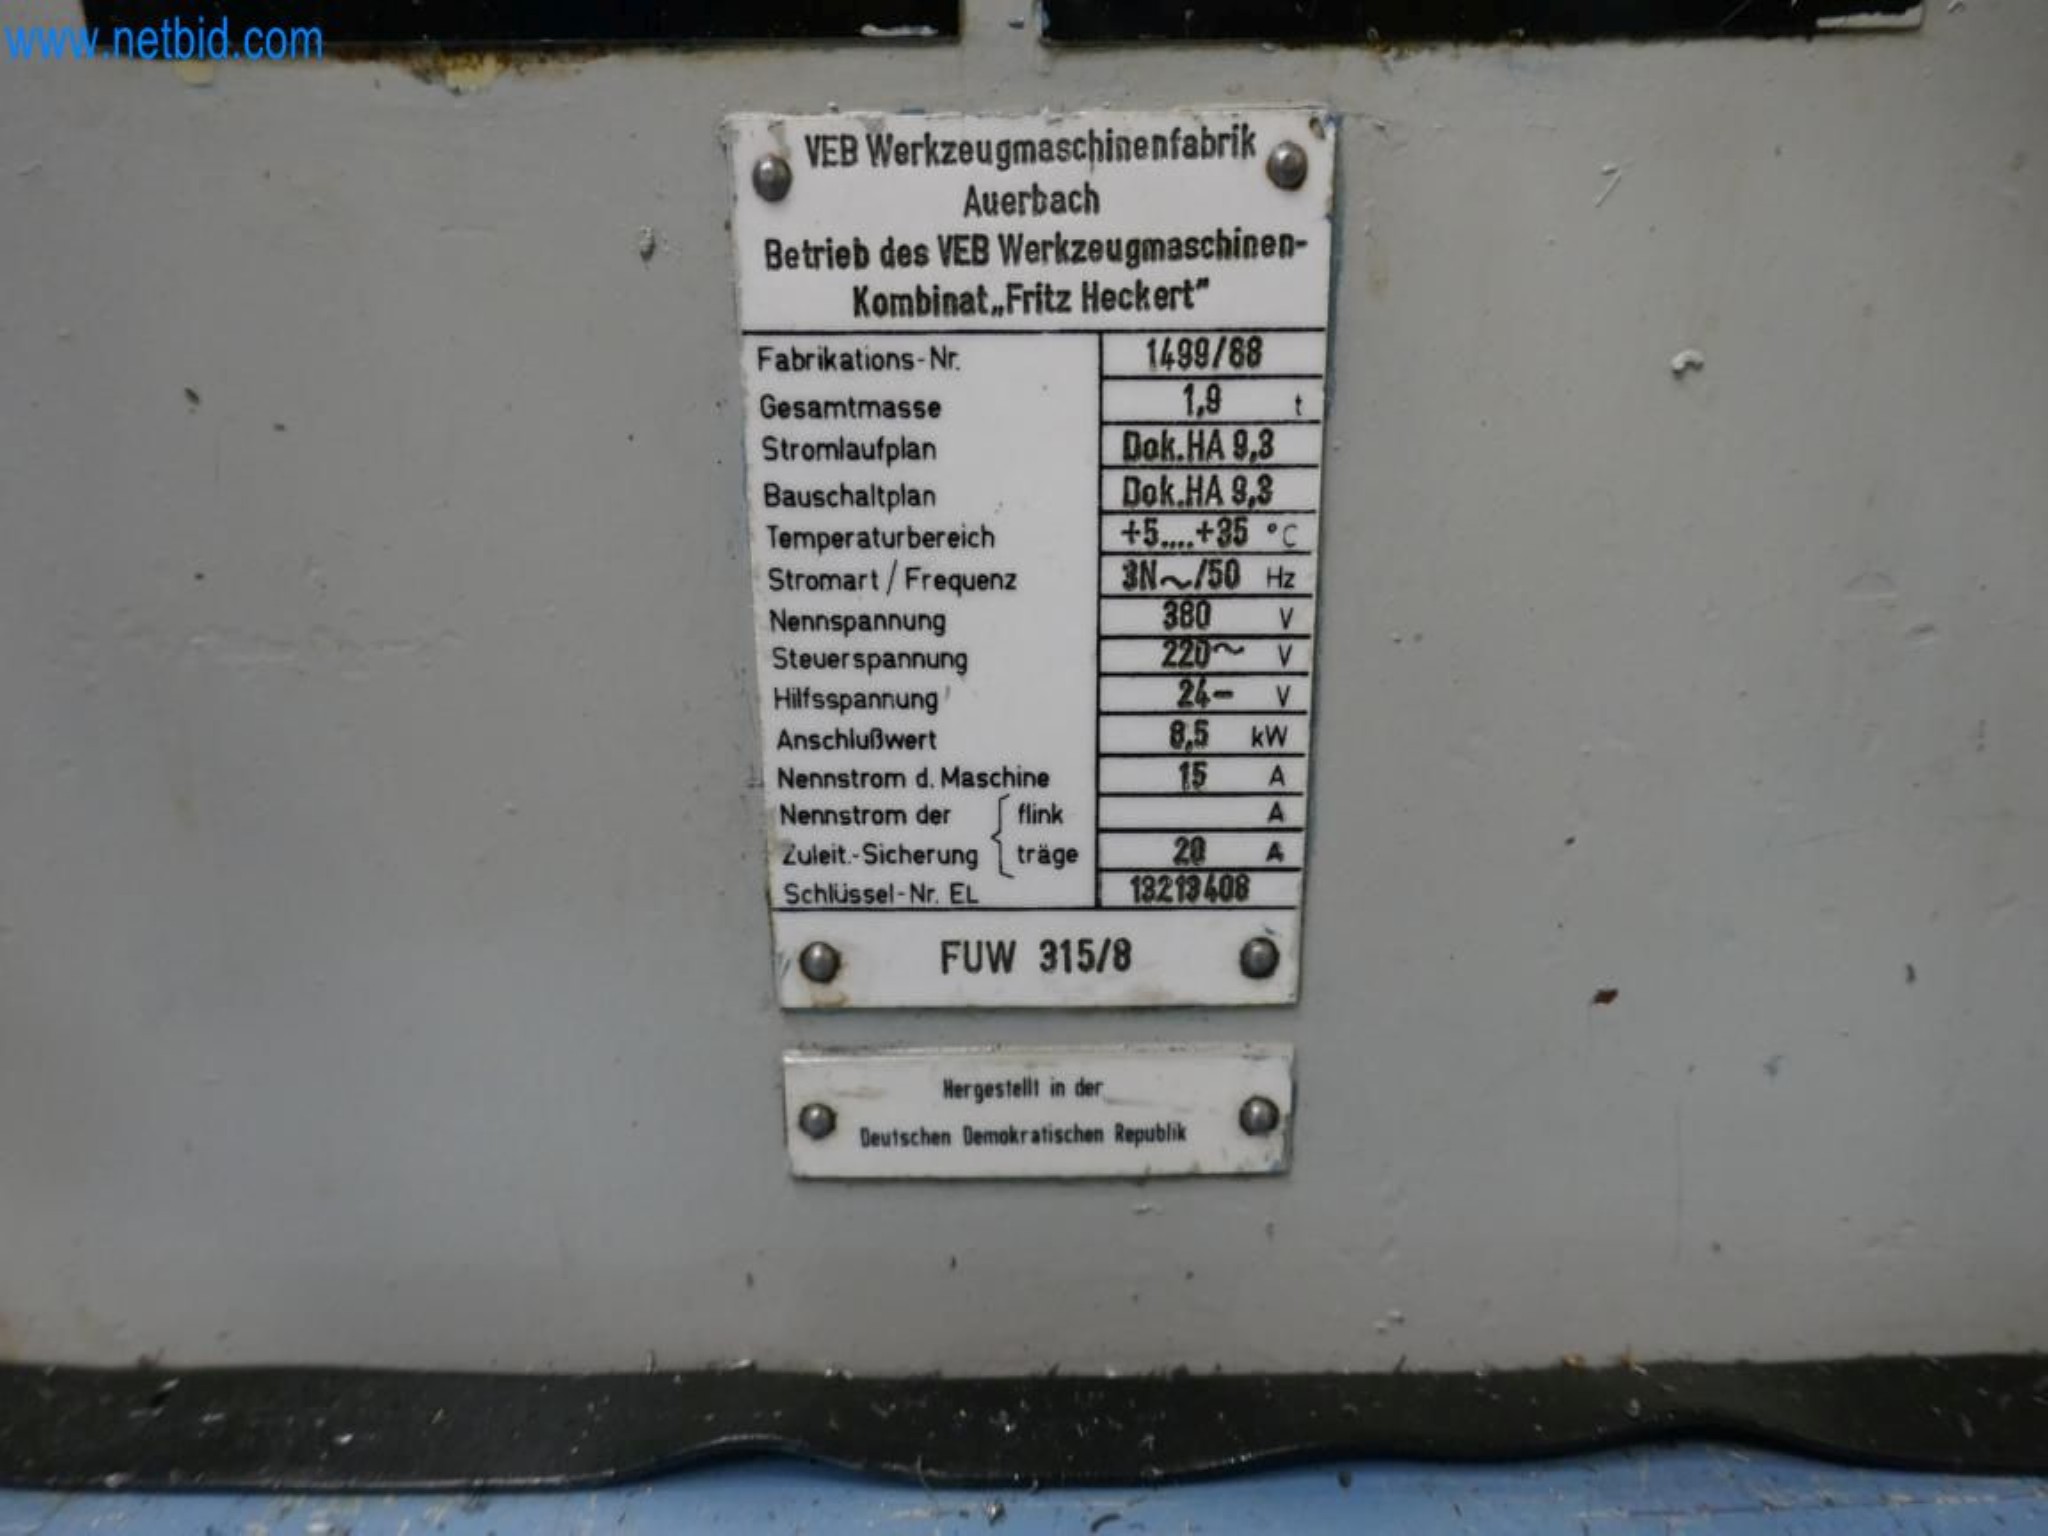 www.netbid.com
VEB Werkzeugmaschinenfabrik
Auerbach
Betrieb des VEB Werkzeugmaschinen-
Kombinat „Fritz Heckert"
Fabrikations-Nr. 1499/88
Gesamtmasse 1,9 t
Stromlaufplan Dok.HA 9,3
Bauschaltplan Dok.HA 9,3
Temperaturbereich +5....+35 °C
Stromart / Frequenz 3N~/50 Hz
Nennspannung 380 V
Steuerspannung 220~ V
Hilfsspannung 24- V
Anschlußwert 8,5 kW
Nennstrom d. Maschine 15 A
Nennstrom der { flink A
Zuleit.-Sicherung { träge 20 A
Schlüssel-Nr. EL 13213408
FUW 315/8
Hergestellt in der
Deutschen Demokratischen Republik